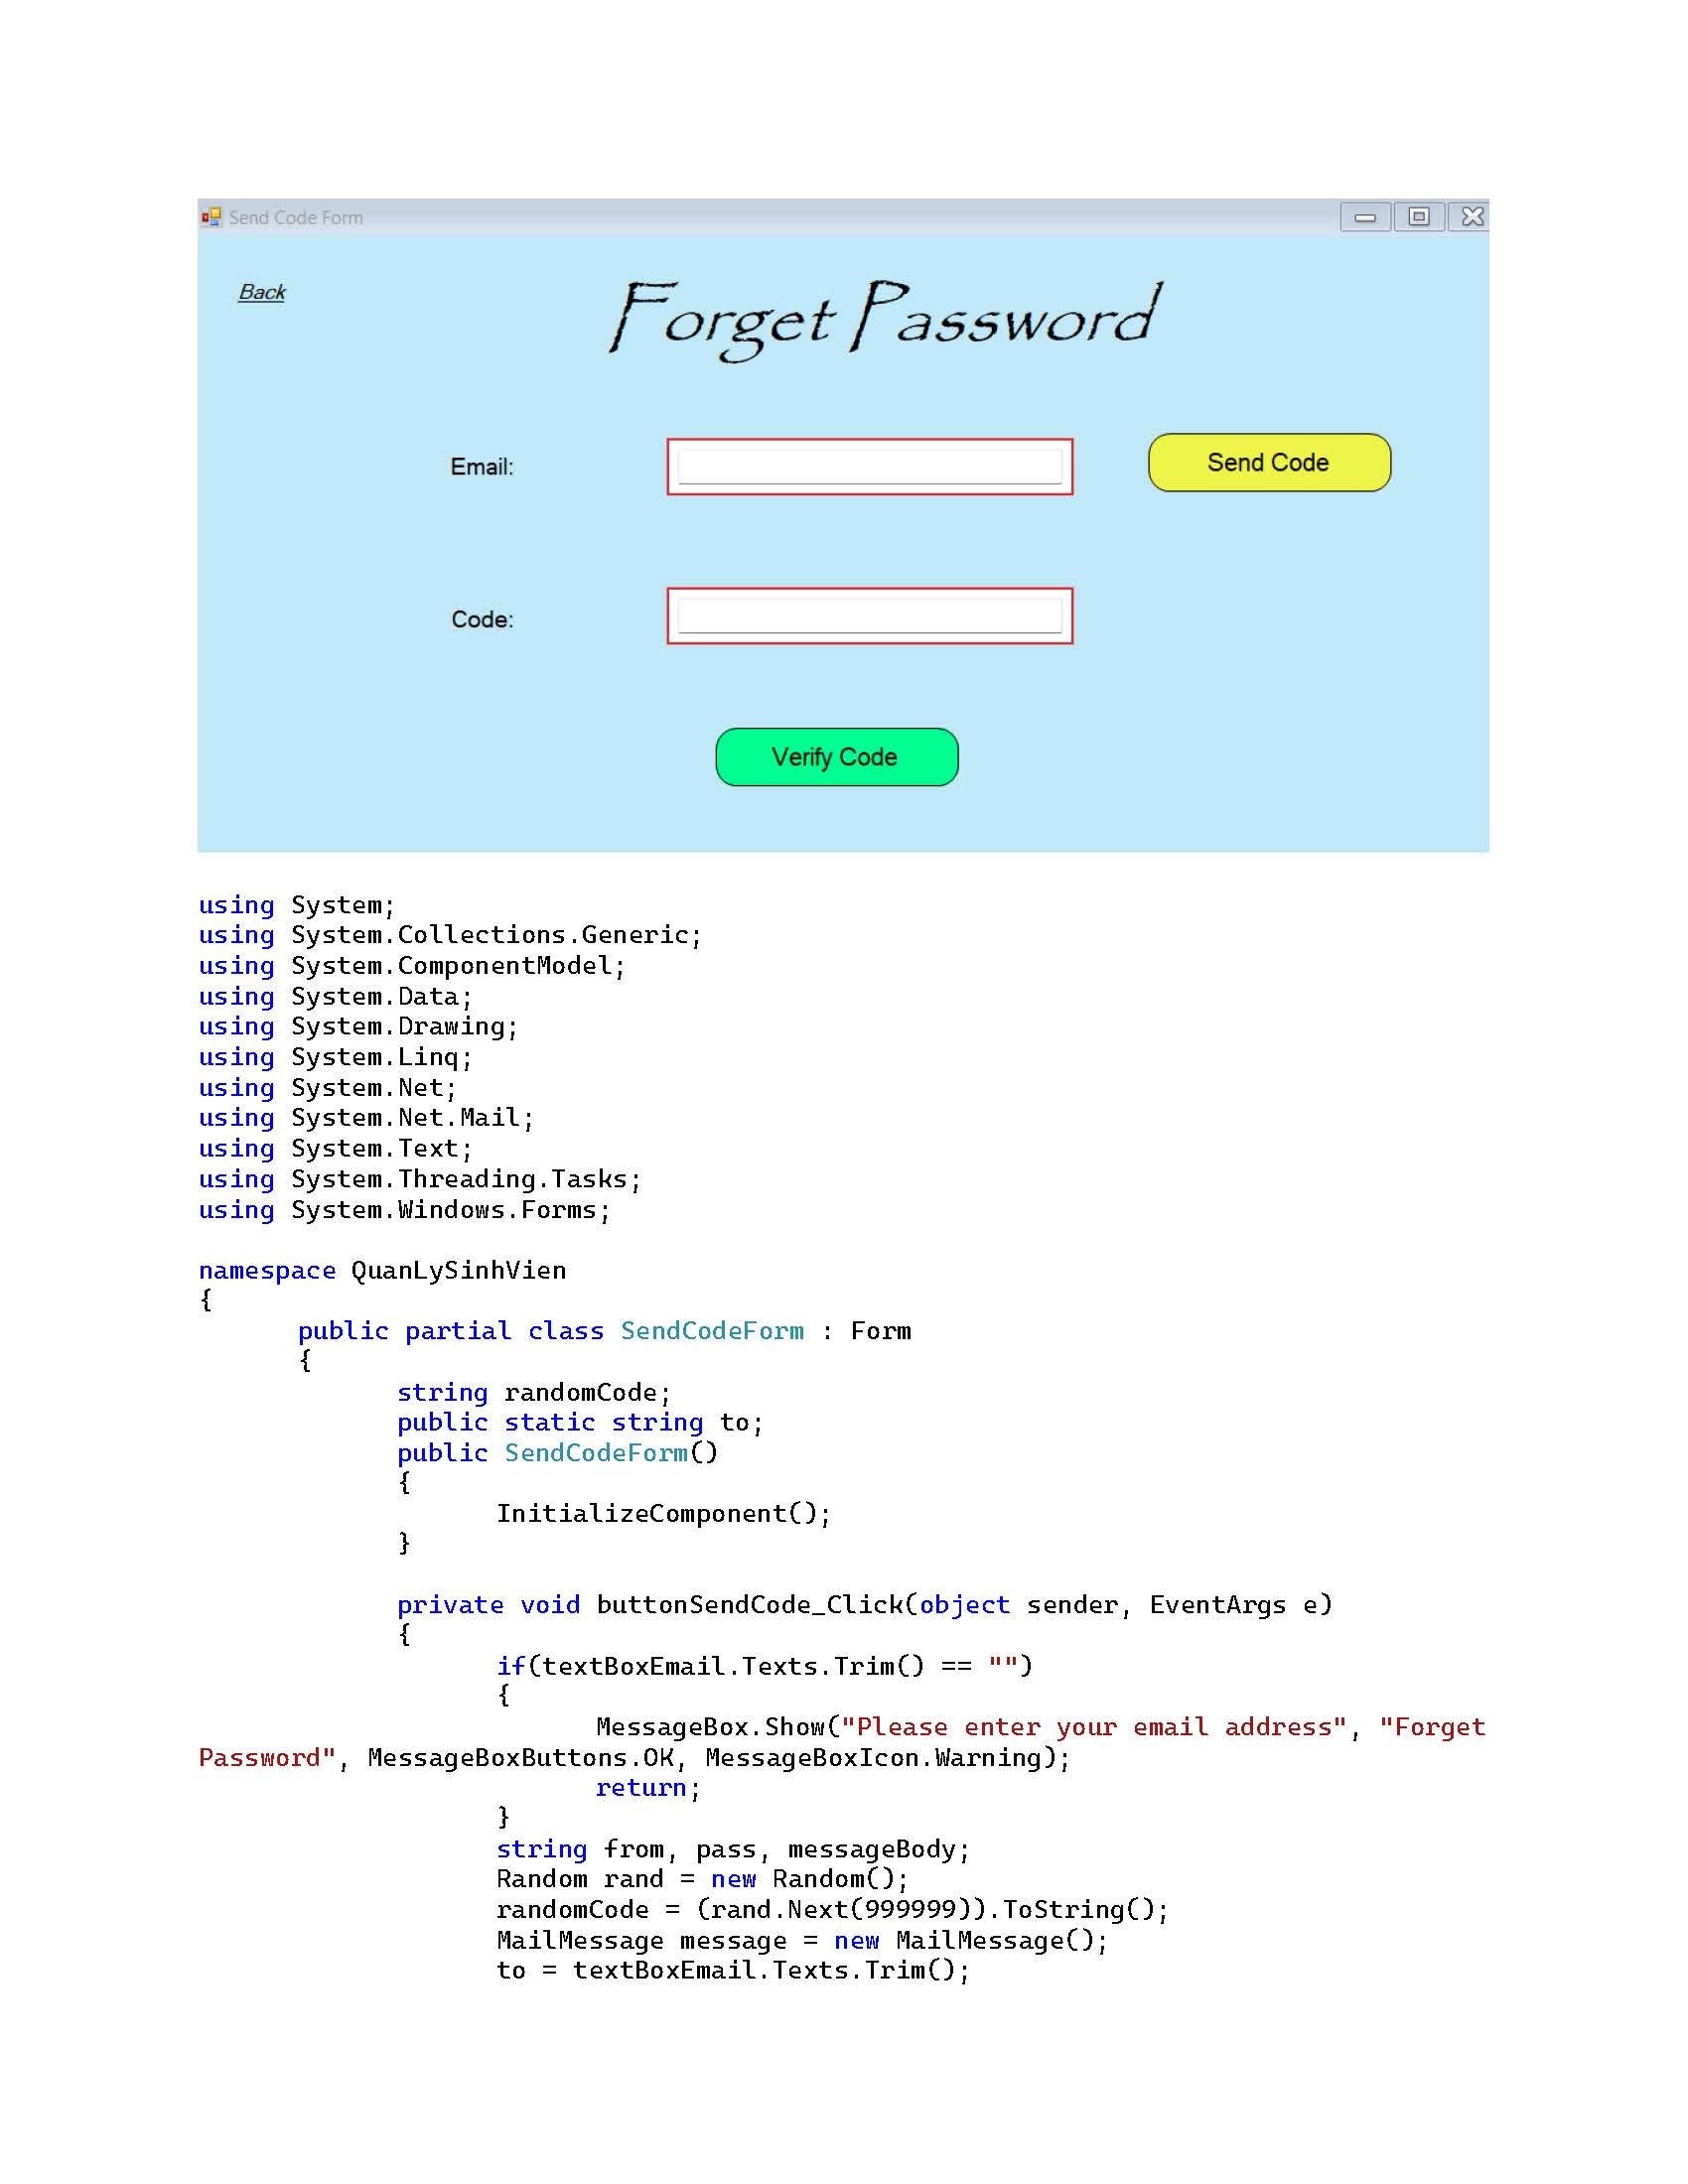 Send Code Form
Back
Forget Password
Email:
Send Code
Code:
Verify Code
using System;
using System.Collections.Generic;
using System.ComponentModel;
using System.Data;
using System.Drawing;
using System.Linq;
using System.Net;
using System.Net.Mail;
using System.Text;
using System.Threading.Tasks;
using System.Windows.Forms;
namespace QuanLySinhVien
{
public partial class SendCodeForm : Form
{
string randomCode;
public static string to;
public SendCodeForm()
{
InitializeComponent();
}
private void buttonSendCode_Click(object sender, EventArgs e)
{
if(textBoxEmail.Texts.Trim() == "")
{
MessageBox.Show("Please enter your email address", "Forget
Password", MessageBoxButtons.OK, MessageBoxIcon.Warning);
return;
}
string from, pass, messageBody;
Random rand = new Random();
randomCode = (rand.Next(999999)).ToString();
MailMessage message = new MailMessage();
to = textBoxEmail.Texts.Trim();